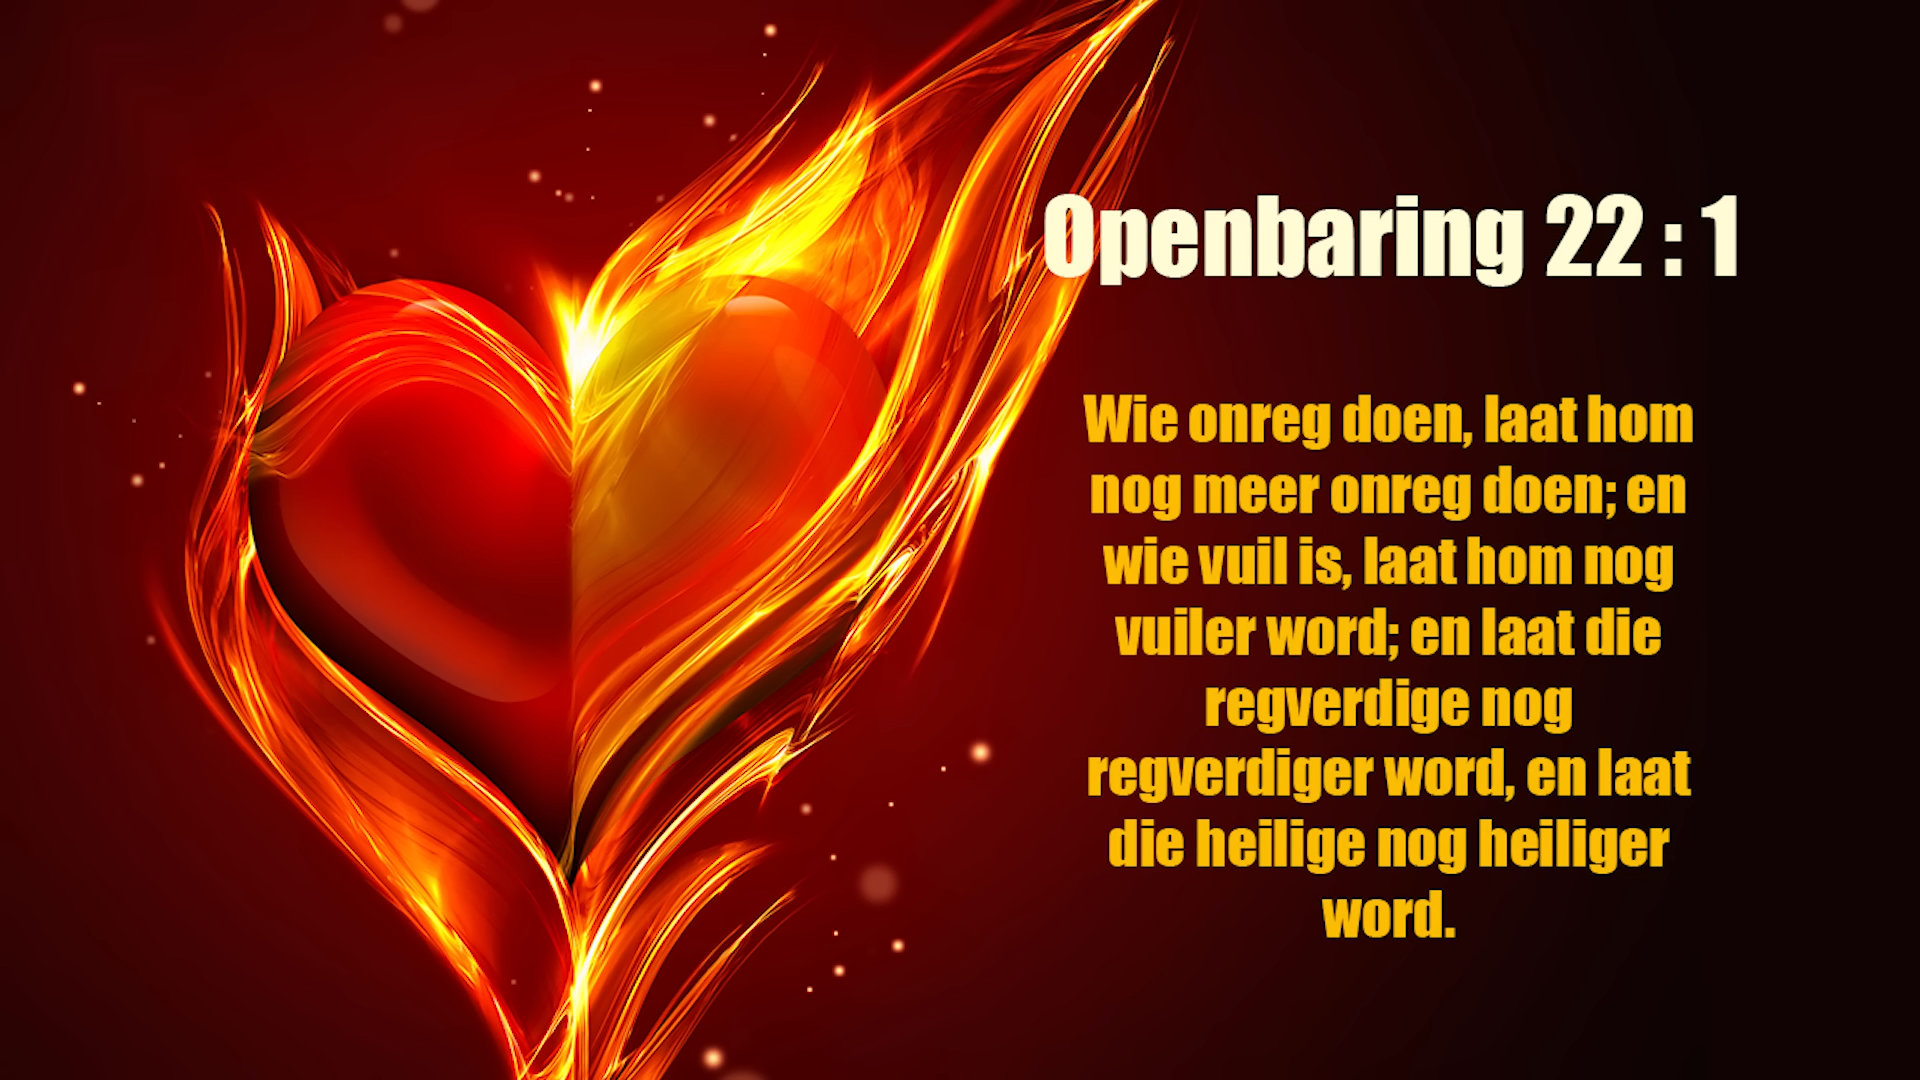 Openbaring 22 : 1
Wie onreg doen, laat hom
nog meer onreg doen; en
wie vuil is, laat hom nog
vuiler word; en laat die
regverdige nog
regverdiger word, en laat
die heilige nog heiliger
word.